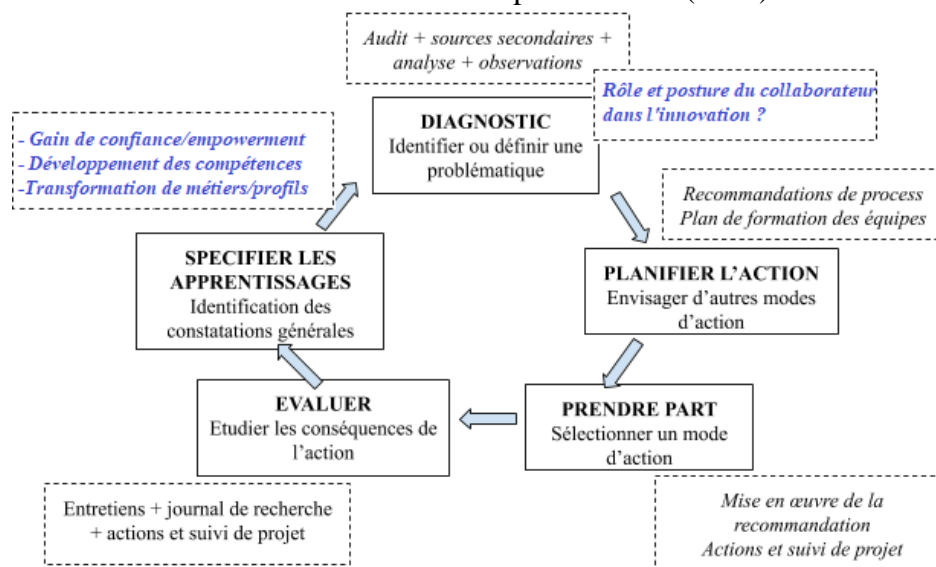 Audit + sources secondaires +
analyse + observations
Rôle et posture du collaborateur
dans l'innovation ?
DIAGNOSTIC
Identifier ou définir une
problématique
- Gain de confiance/empowerment
- Développement des compétences
-Transformation de métiers/profils
Recommandations de process
Plan de formation des équipes
SPECIFIER LES
APPRENTISSAGES
Identification des
constatations générales
PLANIFIER L'ACTION
Envisager d'autres modes
d'action
EVALUER
Etudier les conséquences de
l'action
PRENDRE PART
Sélectionner un mode
d'action
Entretiens + journal de recherche
+ actions et suivi de projet
Mise en œuvre de la
recommandation
Actions et suivi de projet